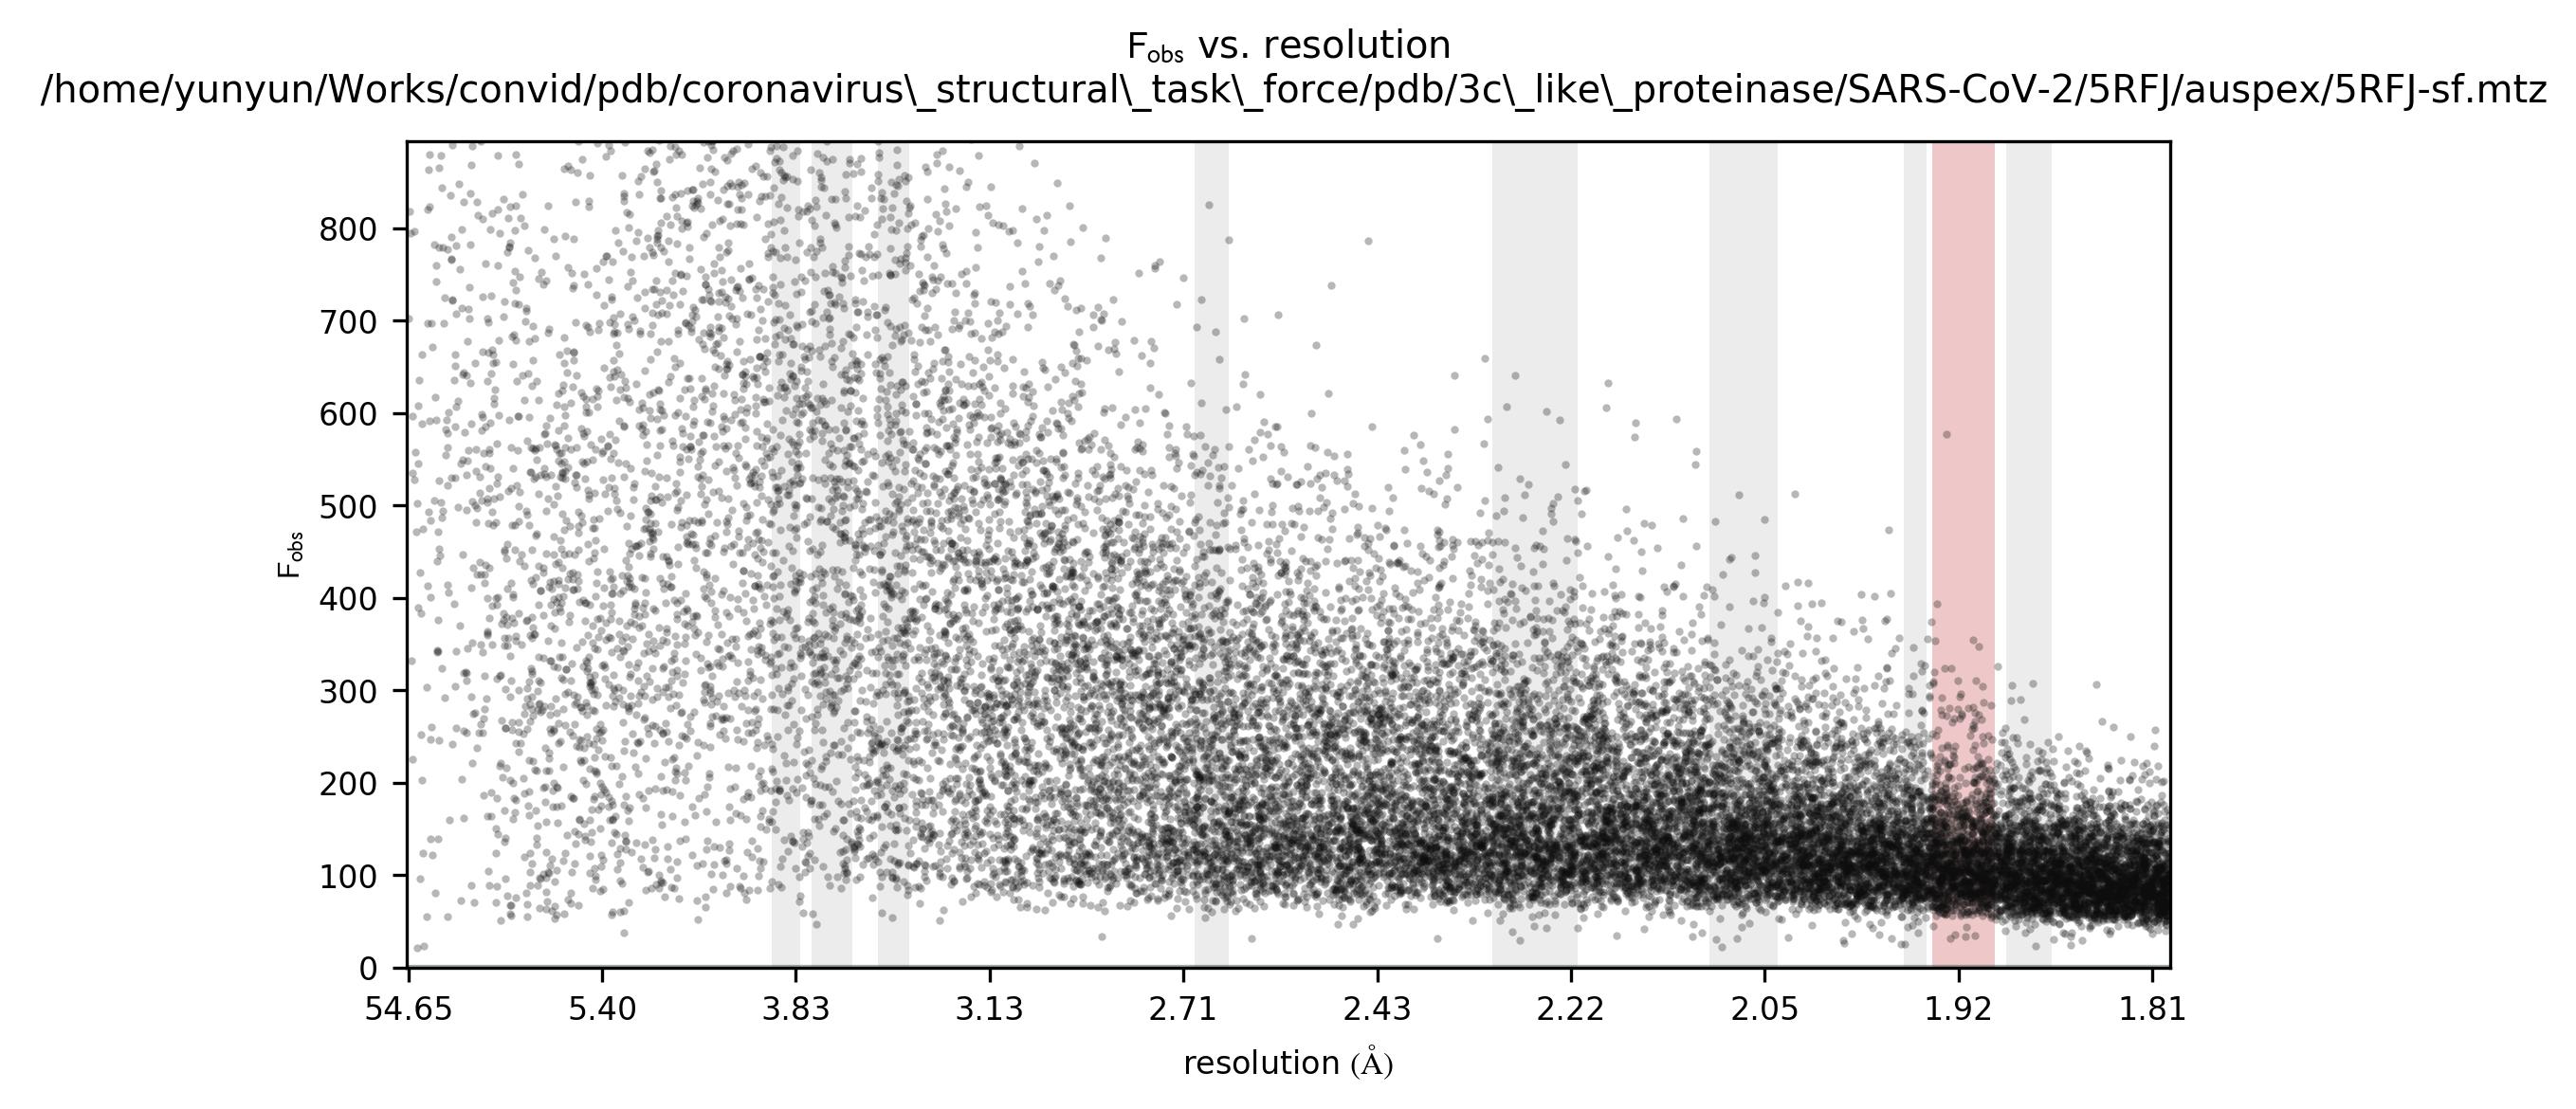 Fobs vs. resolution
/home/yunyun/Works/convid/pdb/coronavirus\_structural\_task\_force/pdb/3c\_like\_proteinase/SARS-CoV-2/5RFJ/auspex/5RFJ-sf.mtz
800
700
600
500
400
300
200
100
0
Fobs
54.65 5.40 3.83 3.13 2.71 2.43 2.22 2.05 1.92 1.81
resolution (Å)